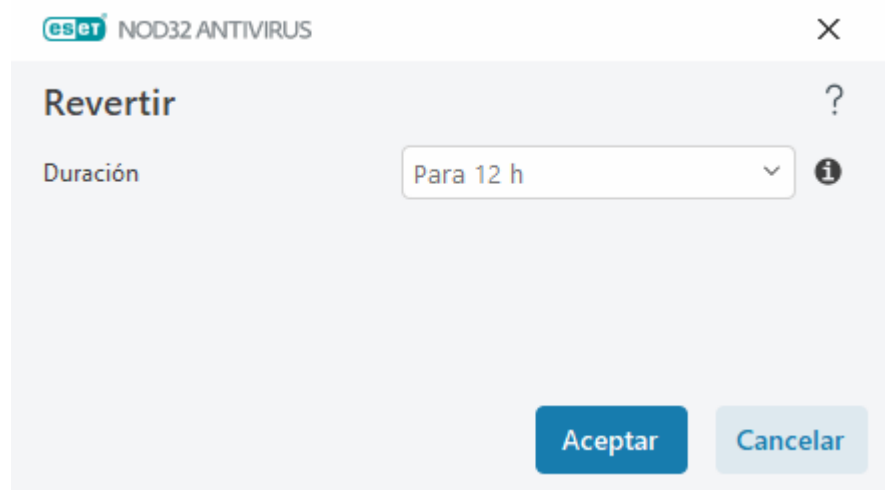 eset NOD32 ANTIVIRUS
Revertir
?
Duración
Para 12 h
Aceptar
Cancelar